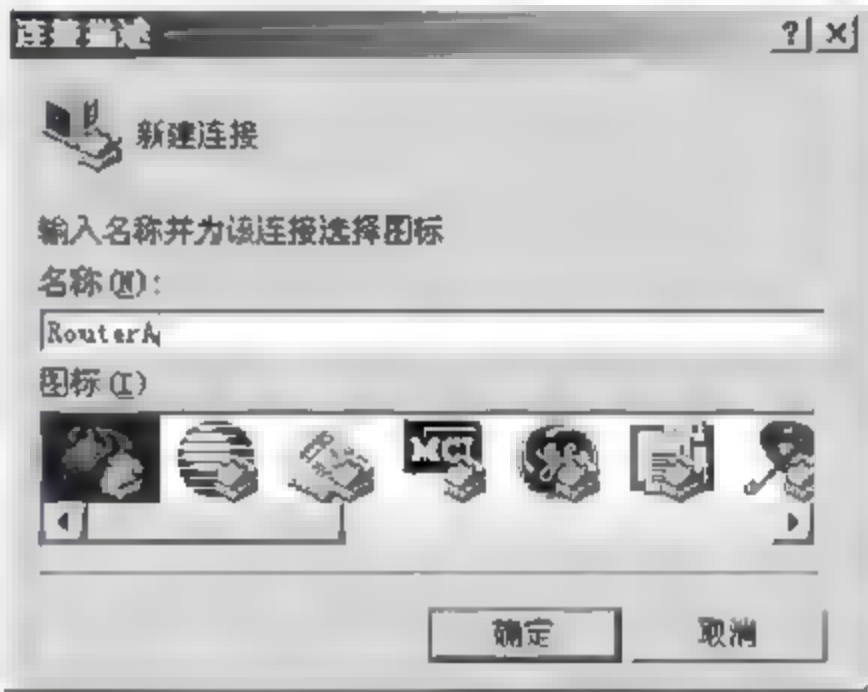 连接描述
新建连接
输入名称并为该连接选择图标
名称(N):
RouterA
图标(I)
MCI
确定
取消